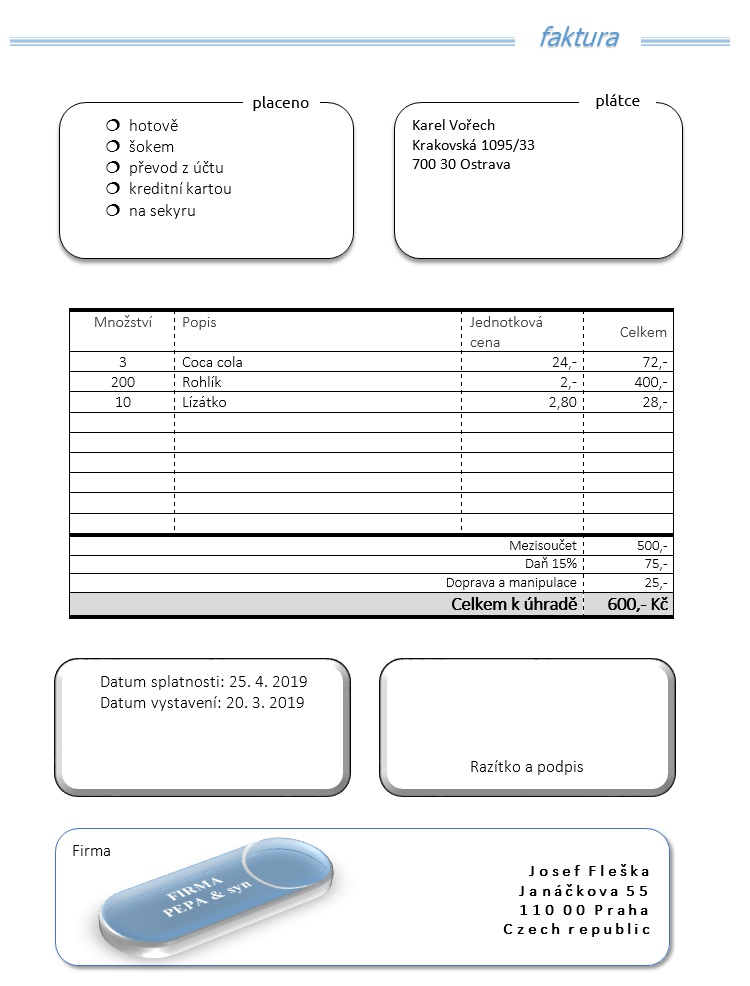 faktura
placeno
hotově
šokem
převod z účtu
kreditní kartou
na sekyru
plátce
Karel Vořech
Krakovská 1095/33
700 30 Ostrava
Množství Popis Jednotková cena Celkem
3 Coca cola 24,- 72,-
200 Rohlík 2,- 400,-
10 Lízátko 2,80 28,-
Mezisoučet 500,-
Daň 15% 75,-
Doprava a manipulace 25,-
Celkem k úhradě 600,- Kč
Datum splatnosti: 25. 4. 2019
Datum vystavení: 20. 3. 2019
Razítko a podpis
Firma
FIRMA
PEPA & syn
Josef Fleška
Janáčkova 55
110 00 Praha
Czech republic